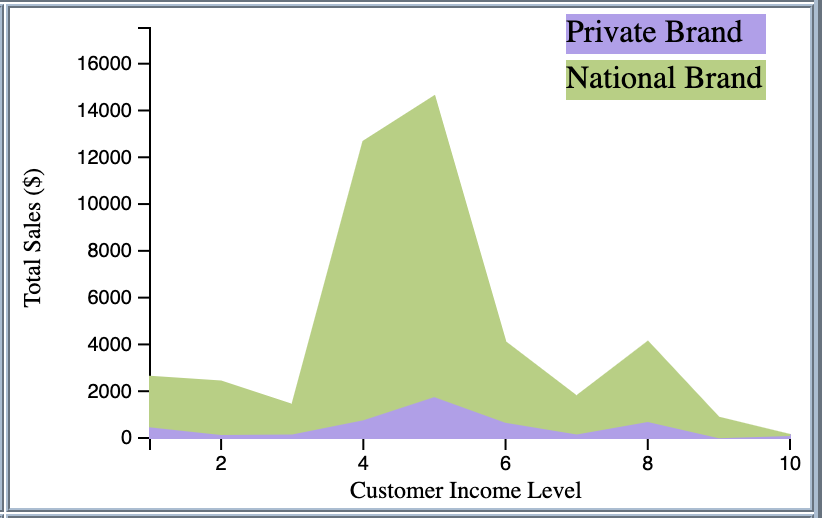 Private Brand
National Brand
16000
14000
12000
10000
8000
6000
4000
2000
0
Total Sales ($)
2 4 6 8 10
Customer Income Level